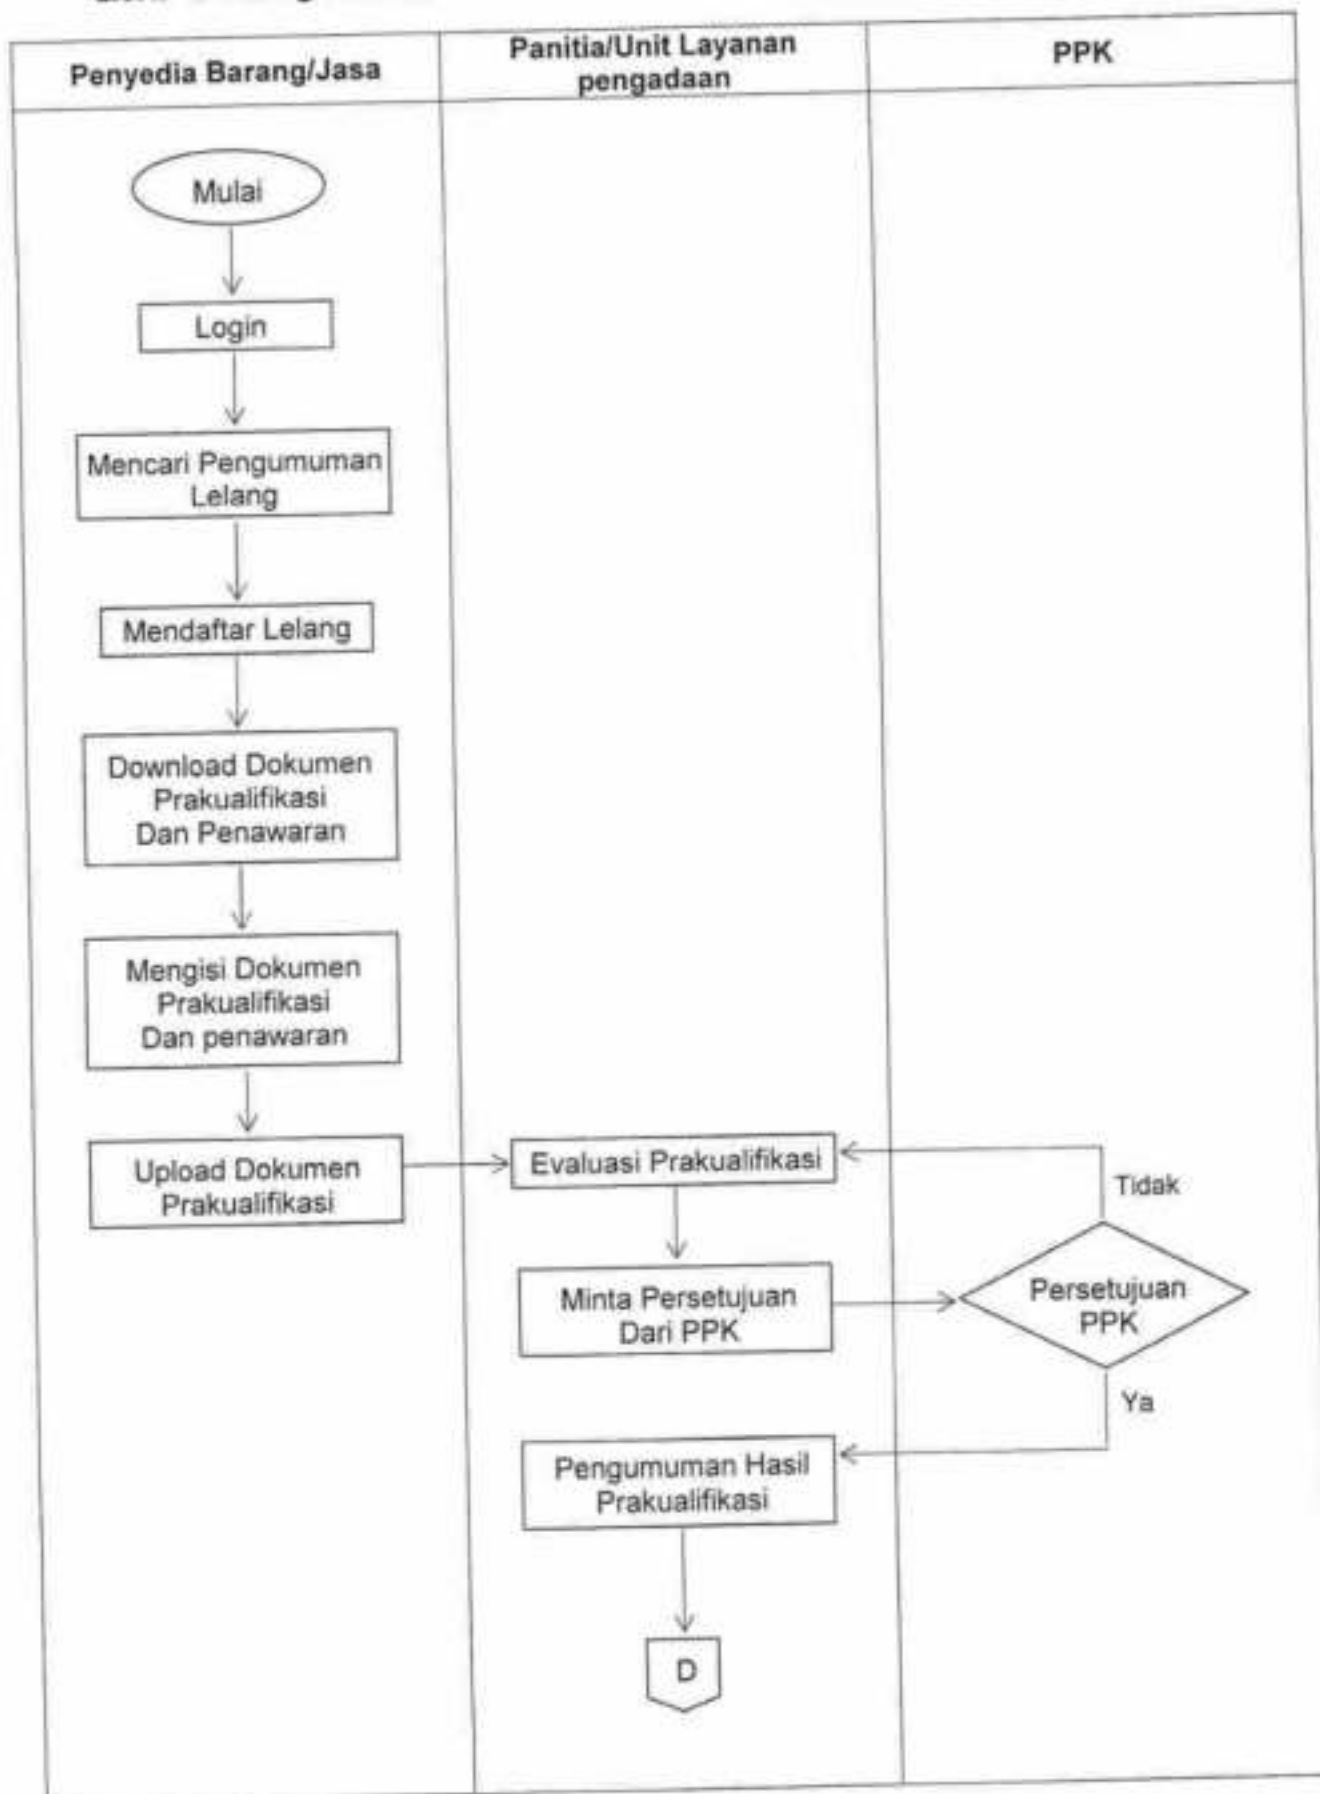 Penyedia Barang/Jasa
Panitia/Unit Layanan
pengadaan
PPK
Mulai
Login
Mencari Pengumuman
Lelang
Mendaftar Lelang
Download Dokumen
Prakualifikasi
Dan Penawaran
Mengisi Dokumen
Prakualifikasi
Dan penawaran
Upload Dokumen
Prakualifikasi
Evaluasi Prakualifikasi
Tidak
Minta Persetujuan
Dari PPK
Persetujuan
PPK
Ya
Pengumuman Hasil
Prakualifikasi
D